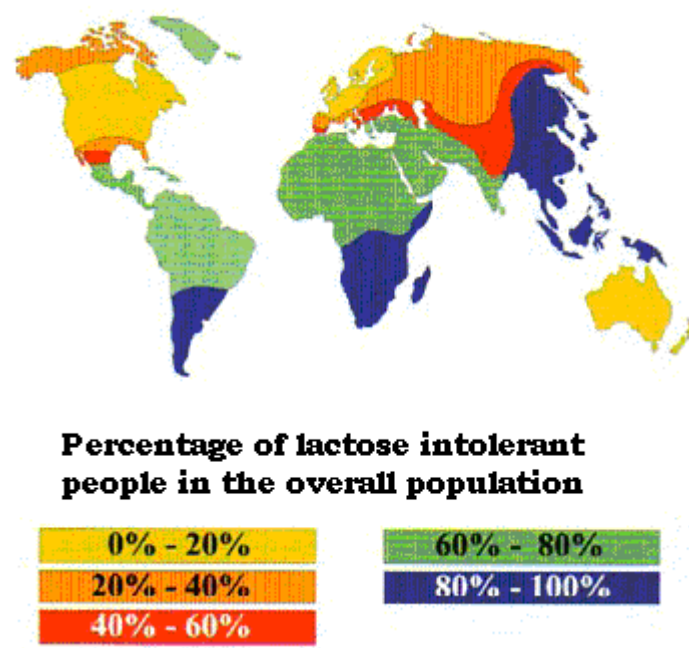 Percentage of lactose intolerant
people in the overall population
0% - 20%
20% - 40%
40% - 60%
60% - 80%
80% - 100%